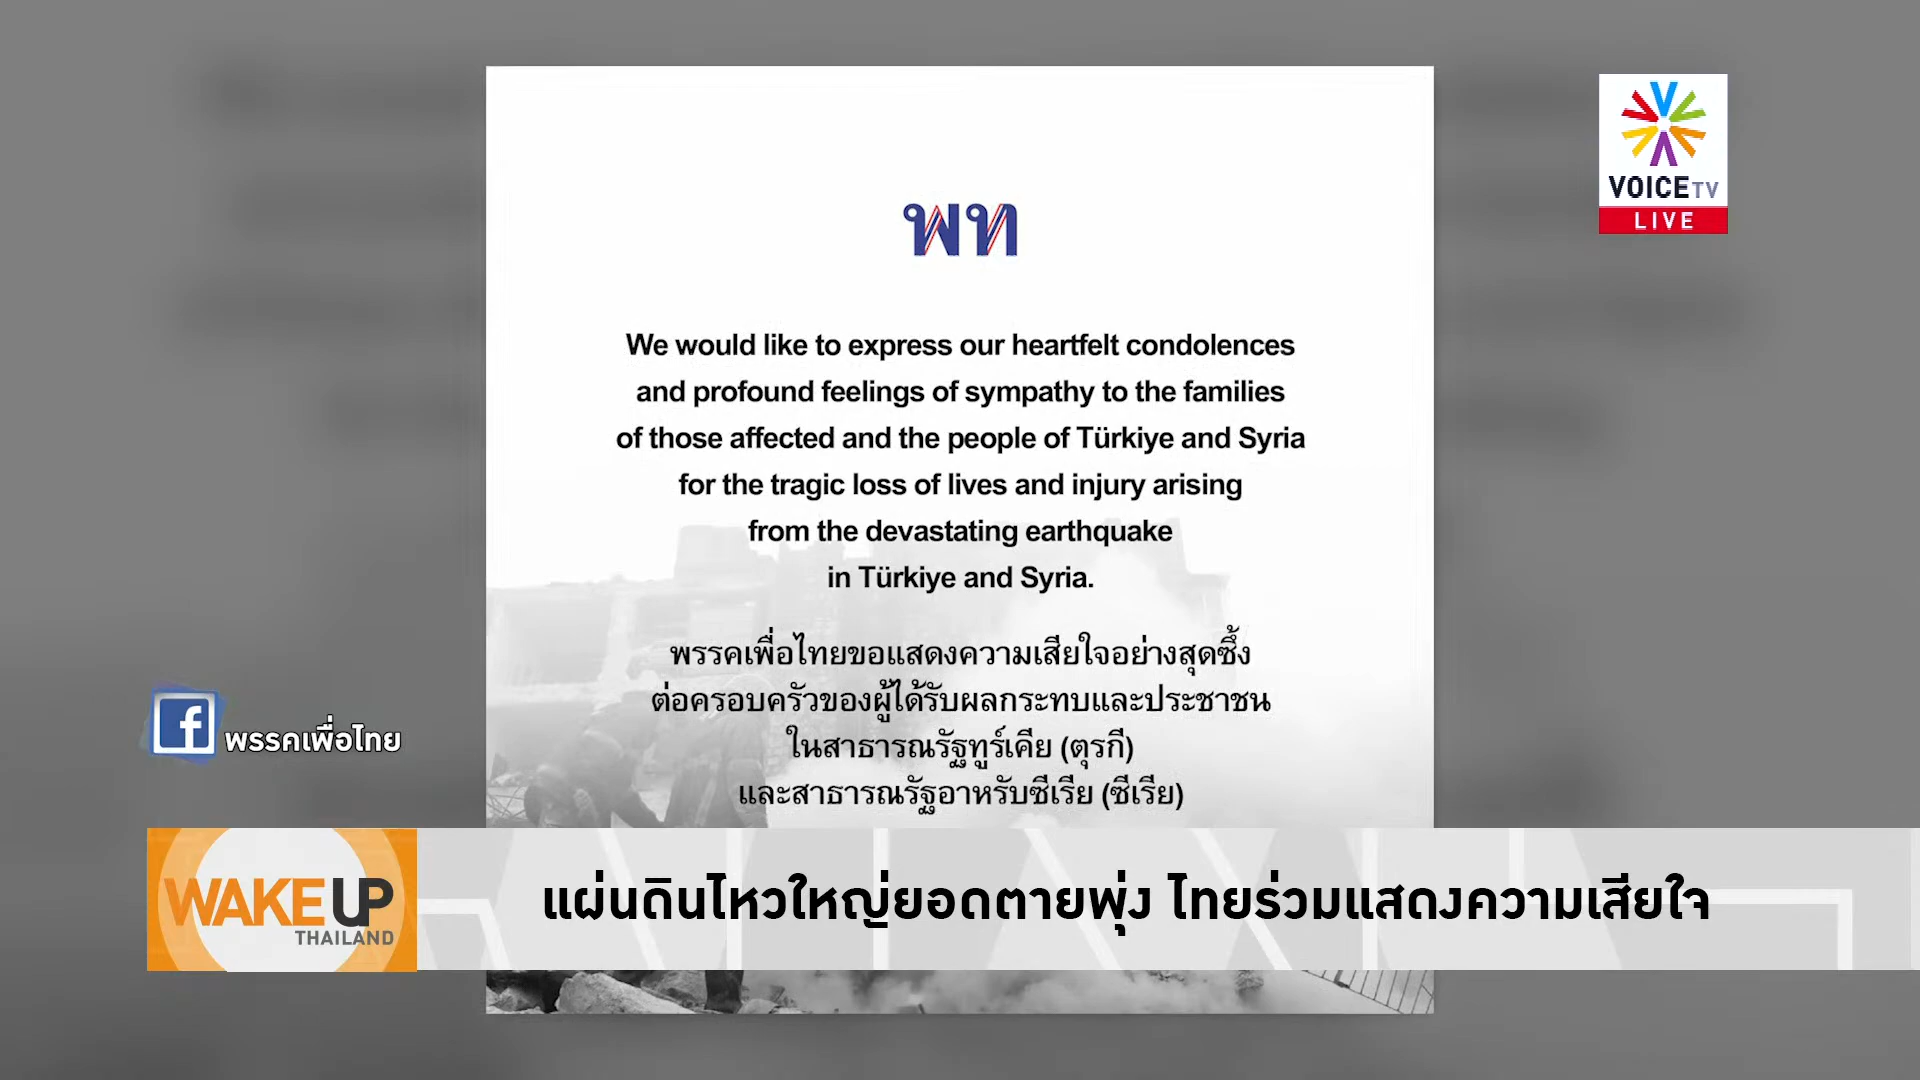 พท
VOICE TV
LIVE
We would like to express our heartfelt condolences
and profound feelings of sympathy to the families
of those affected and the people of Türkiye and Syria
for the tragic loss of lives and injury arising
from the devastating earthquake
in Türkiye and Syria.
พรรคเพื่อไทยขอแสดงความเสียใจอย่างสุดซึ้ง
ต่อครอบครัวของผู้ได้รับผลกระทบและประชาชน
ในสาธารณรัฐทูร์เคีย (ตุรกี)
และสาธารณรัฐอาหรับซีเรีย (ซีเรีย)
f พรรคเพื่อไทย
WAKE UP
THAILAND
แผ่นดินไหวใหญ่ยอดตายพุ่ง ไทยร่วมแสดงความเสียใจ